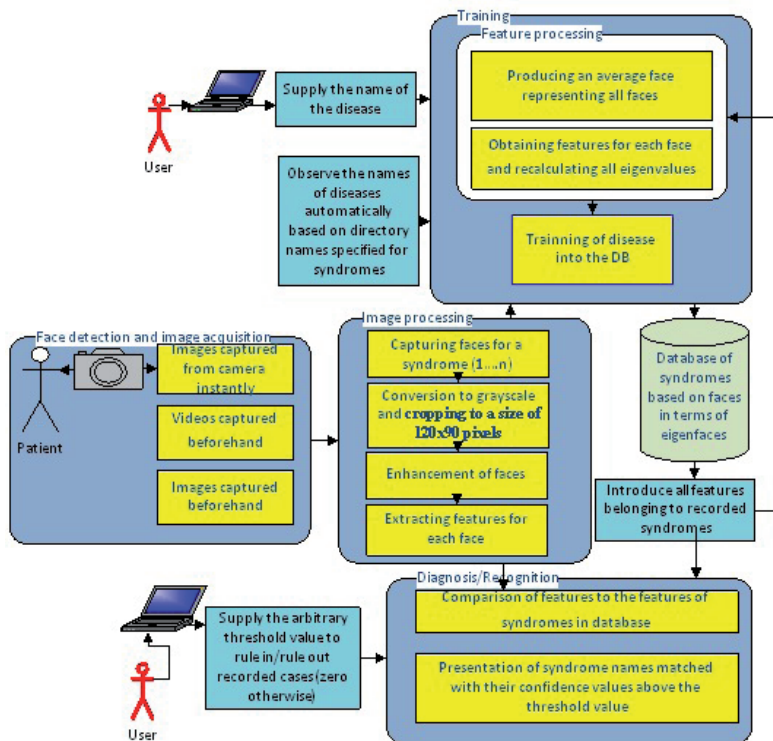 Training
Feature processing
Producing an average face
representing all faces
Obtaining features for each face
and recalculating all eigenvalues
Trainning of disease
into the DB
Supply the name of
the disease
User
Observe the names
of diseases
automatically
based on directory
names specified for
syndromes
Face detection and image acquisition
Images captured
from camera
instantly
Videos captured
beforehand
Images captured
beforehand
Patient
Image processing
Capturing faces for a
syndrome (1....n)
Conversion to grayscale
and cropping to a size of
120x90 pixels
Enhancement of faces
Extracting features for
each face
Database of
syndromes
based on faces
in terms of
eigenfaces
Introduce all features
belonging to recorded
syndromes
Diagnosis/Recognition
Comparison of features to the features of
syndromes in database
Presentation of syndrome names matched
with their confidence values above the
threshold value
Supply the arbitrary
threshold value to
rule in/rule out
recorded cases(zero
otherwise)
User